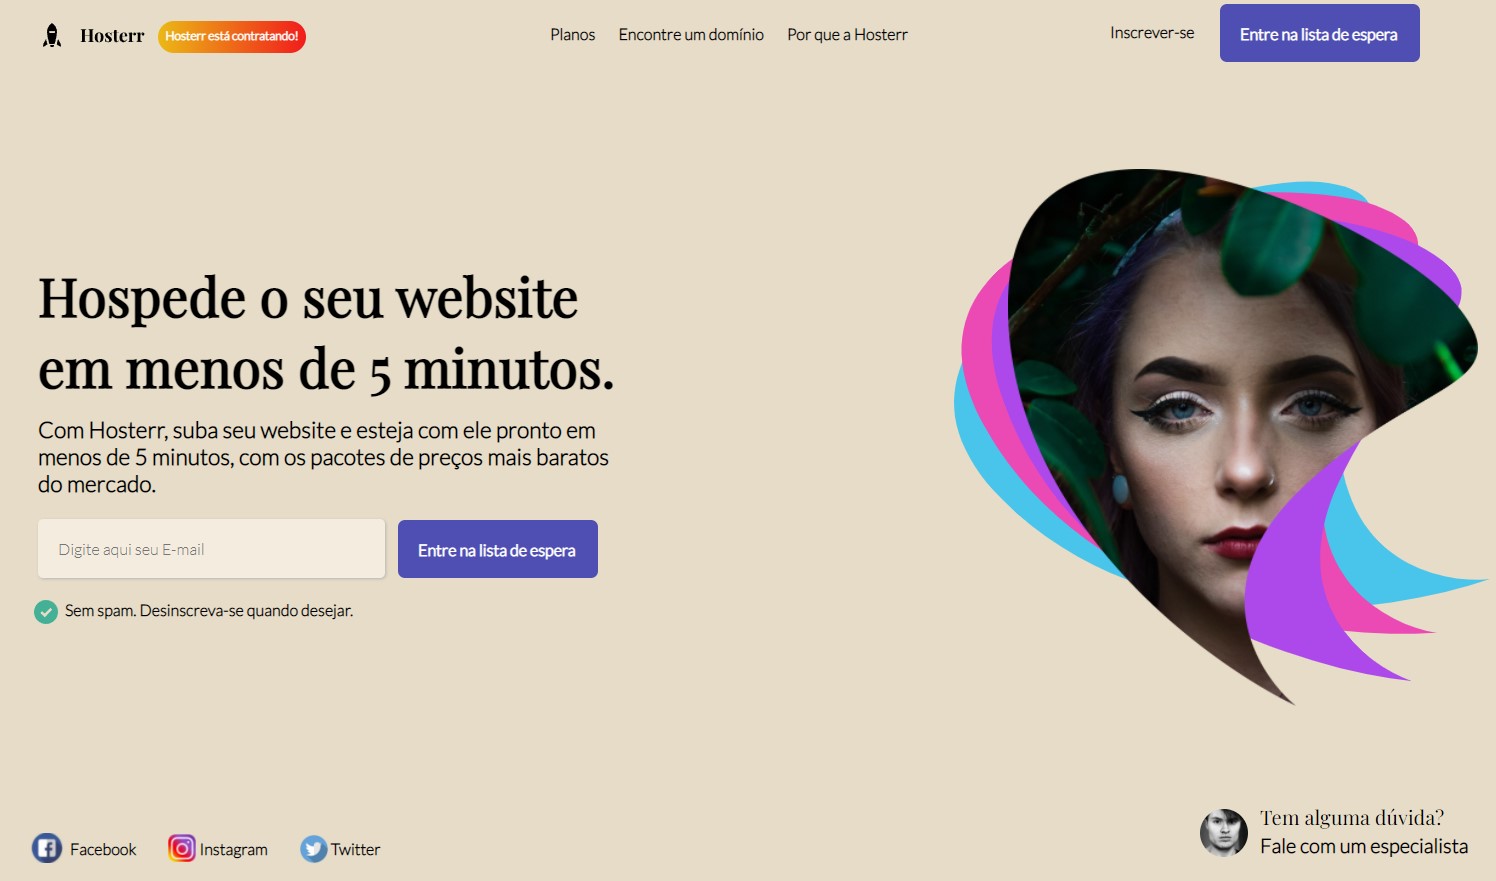 Hosterr
Hosterr está contratando!
Planos
Encontre um domínio
Por que a Hosterr
Inscrever-se
Entre na lista de espera
Hospede o seu website
em menos de 5 minutos.
Com Hosterr, suba seu website e esteja com ele pronto em
menos de 5 minutos, com os pacotes de preços mais baratos
do mercado.
Digite aqui seu E-mail
Entre na lista de espera
Sem spam. Desinscreva-se quando desejar.
Facebook
Instagram
Twitter
Tem alguma dúvida?
Fale com um especialista